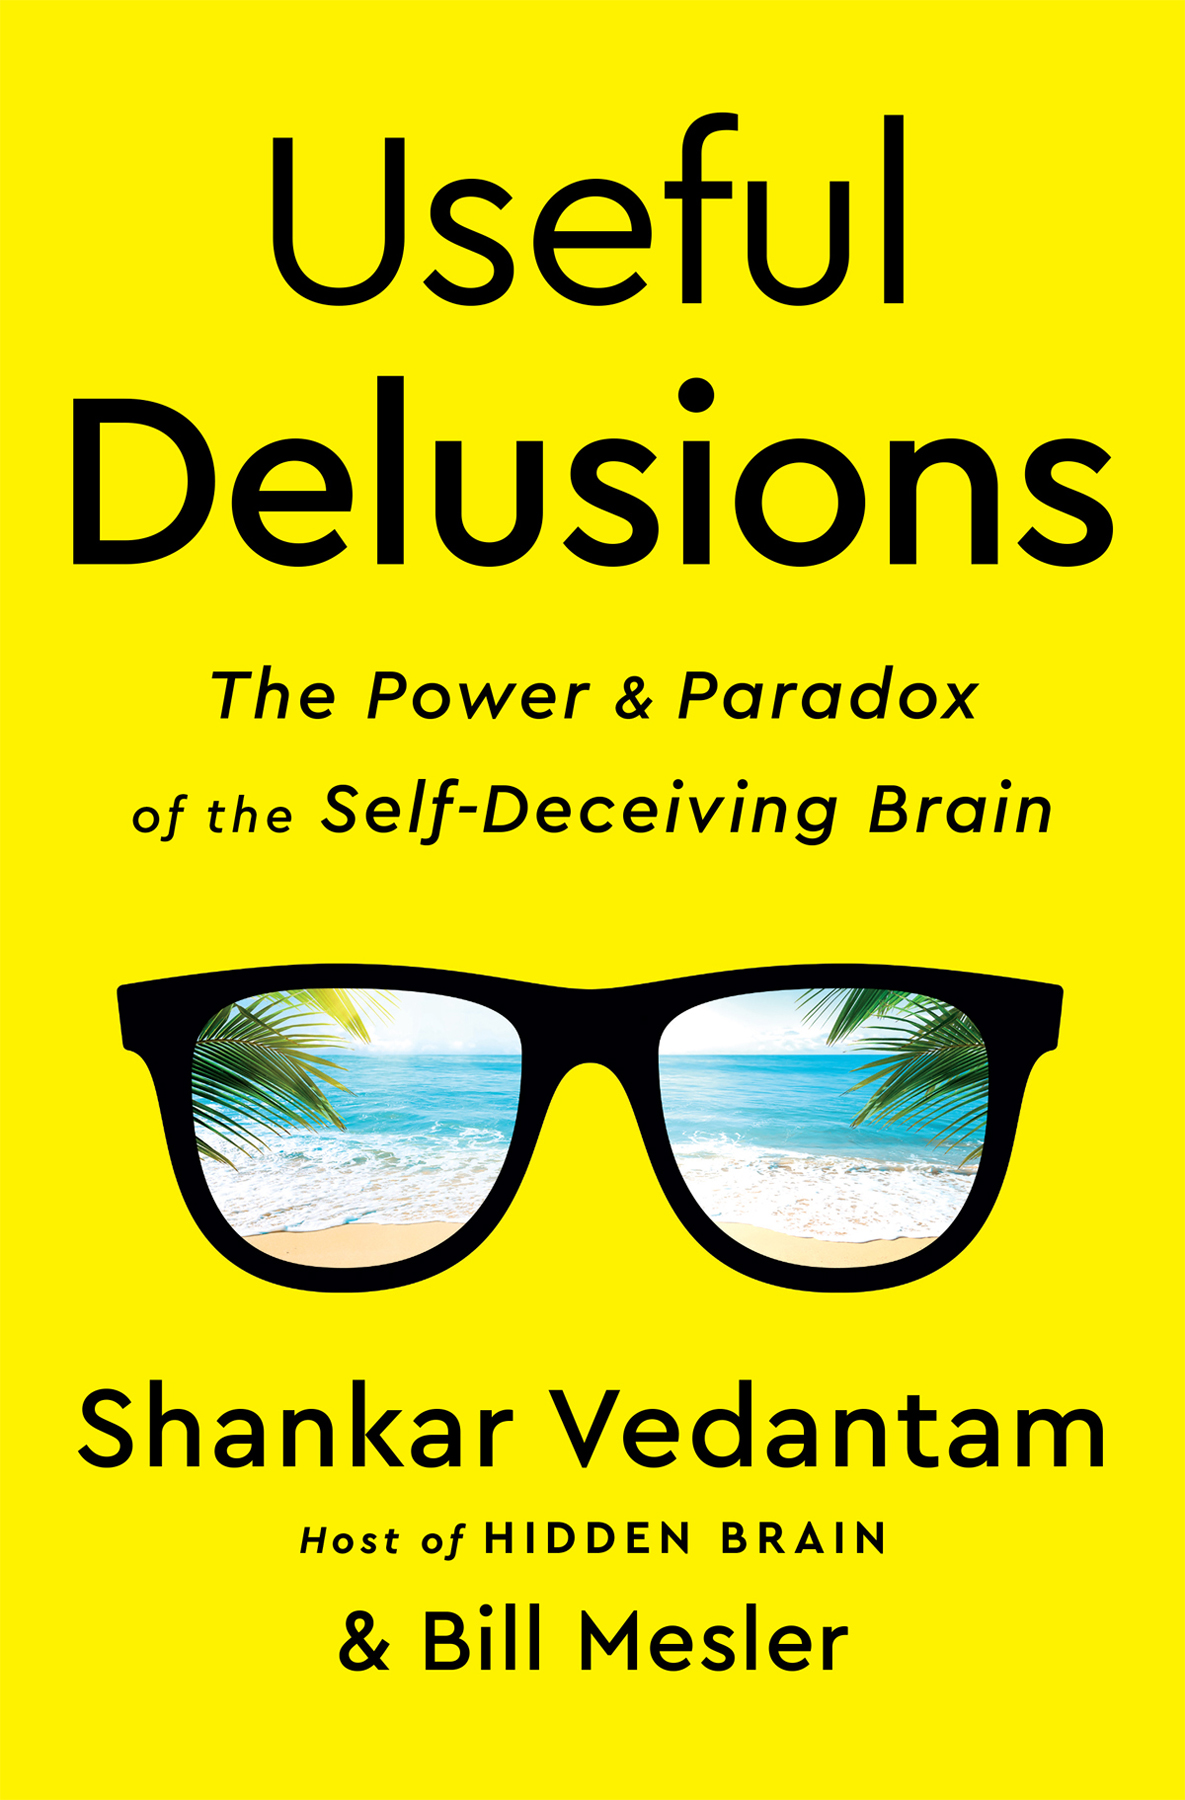 Useful
Delusions
The Power & Paradox
of the Self-Deceiving Brain
Shankar Vedantam
Host of HIDDEN BRAIN
& Bill Mesler